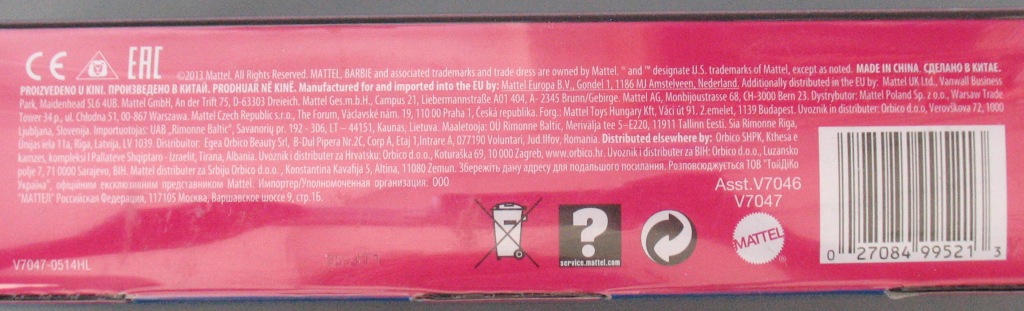 CE EAC ©2013 Mattel. All Rights Reserved. MATTEL, BARBIE and associated trademarks and trade dress are owned by Mattel. ® and ™ designate U.S. trademarks of Mattel, except as noted. MADE IN CHINA. СДЕЛАНО В КИТАЕ.
PROIZVEDENO U KINI. ПРОИЗВЕДЕНО В КИТАЙ. PRODHUAR NË KINË. Manufactured for and imported into the EU by: Mattel Europa B.V., Gondel 1, 1186 MJ Amstelveen, Nederland. Additionally distributed in the EU by: Mattel UK Ltd., Vanwall Business
Park, Maidenhead SL6 4UB. Mattel GmbH, An der Trift 75, D-63303 Dreieich. Mattel Ges.m.b.H., Campus 21, Liebermannstraße A01 404, A- 2345 Brunn/Gebirge. Mattel AG, Monbijoustrasse 68, CH-3000 Bern 23. Dystrybutor: Mattel Poland Sp. z o.o., Warsaw Trade
Tower 34 p., ul. Chłodna 51, 00-867 Warszawa. Mattel Czech Republic s.r.o., The Forum, Václavské nám. 19, 110 00 Praha 1, Česká republika. Forg.: Mattel Toys Hungary Kft, Váci út 91. 2.emelet, 1139 Budapest. Uvoznik in distributer: Orbico d.o.o, Verovškova 72, 1000
Ljubljana, Slovenia. Importuotojas: UAB „Rimonne Baltic", Savanorių pr. 192 - 306, LT – 44151, Kaunas, Lietuva. Maaletooja: OÜ Rimonne Baltic, Merivälja tee 5–E220, 11911 Tallinn Eesti. Sia Rimonne Riga,
Ūnijas iela 11a, Rīga, Latvija, LV 1039. Distribuitor: Egea Orbico Beauty Srl, B-Dul Pipera Nr.2C, Corp A, Etaj 1,Intrare A, 077190 Voluntari, Jud.Ilfov, Romania. Distributed elsewhere by: Orbico SHPK, Kthesa e
kamzes, kompleksi I Pallateve Shqiptaro - Izraelit, Tirana, Albania. Uvoznik i distributer za Hrvatsku: Orbico d.o.o., Koturaška 69, 10 000 Zagreb, www.orbico.hr. Uvoznik i distributer za BIH: Orbico d.o.o., Luzansko
polje 7, 71 0000 Sarajevo, BIH. Mattel distributer za Srbiju Orbico d.o.o., Konstantina Kavafija 5, Altina, 11080 Zemun. Збережіть дану адресу для подальшого посилання. Розповсюджується ТОВ "ТойДіКо
Україна", офіційним ексклюзивним представником Mattel. Импортер/Уполномоченная организация: ООО
"МАТТЕЛ" Российская Федерация, 117105 Москва, Варшавское шоссе 9, стр.1Б.
Asst.V7046
V7047
?
service.mattel.com
MATTEL
0 27084 99521 3
V7047-0514HL